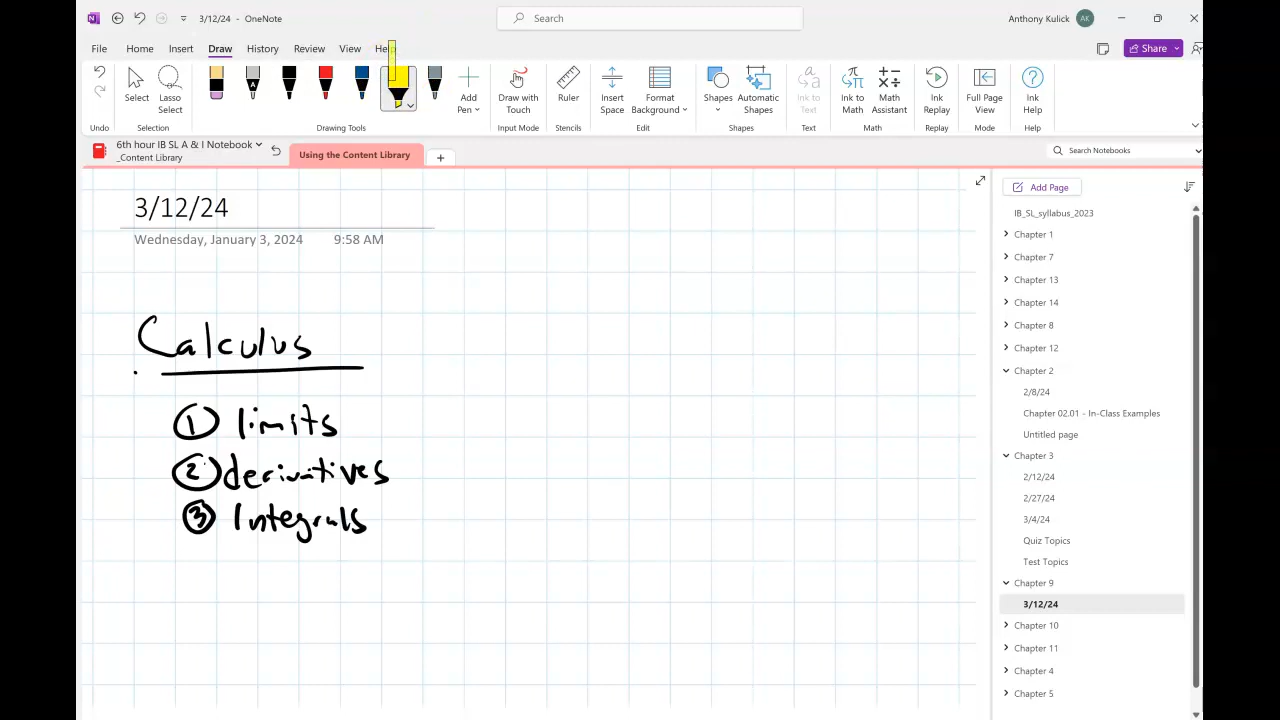 3/12/24 - OneNote
Search
Anthony Kulick
AK
File Home Insert Draw History Review View Help
Share
Select
Lasso Select
Add Pen
Draw with Touch
Ruler
Insert Space
Format Background
Shapes
Automatic Shapes
Ink to Text
Ink to Math
Math Assistant
Ink Replay
Full Page View
Ink Help
Undo
Selection
Drawing Tools
Input Mode
Stencils
Edit
Shapes
Text
Math
Replay
Mode
Help
6th hour IB SL A & I Notebook
_Content Library
Using the Content Library
Search Notebooks
3/12/24
Wednesday, January 3, 2024 9:58 AM
Calculus
① limits
② derivatives
③ Integrals
Add Page
IB_SL_syllabus_2023
Chapter 1
Chapter 7
Chapter 13
Chapter 14
Chapter 8
Chapter 12
Chapter 2
2/8/24
Chapter 02.01 - In-Class Examples
Untitled page
Chapter 3
2/12/24
2/27/24
3/4/24
Quiz Topics
Test Topics
Chapter 9
3/12/24
Chapter 10
Chapter 11
Chapter 4
Chapter 5